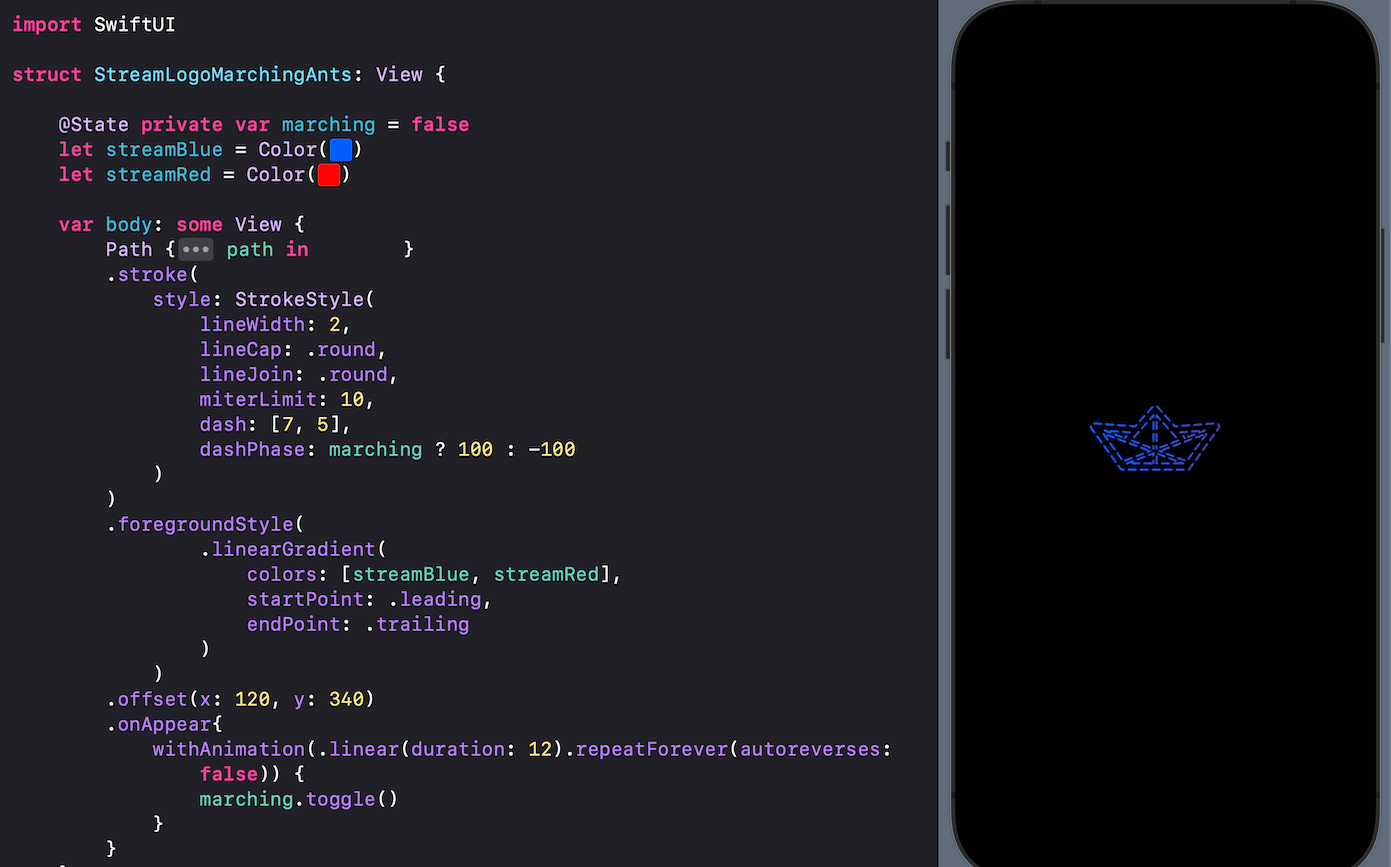 import SwiftUI
struct StreamLogoMarchingAnts: View {
@State private var marching = false
let streamBlue = Color( )
let streamRed = Color( )
var body: some View {
Path {••• path in }
.stroke(
style: StrokeStyle(
lineWidth: 2,
lineCap: .round,
lineJoin: .round,
miterLimit: 10,
dash: [7, 5],
dashPhase: marching ? 100 : -100
)
)
.foregroundStyle(
.linearGradient(
colors: [streamBlue, streamRed],
startPoint: .leading,
endPoint: .trailing
)
)
.offset(x: 120, y: 340)
.onAppear{
withAnimation(.linear(duration: 12).repeatForever(autoreverses:
false)) {
marching.toggle()
}
}